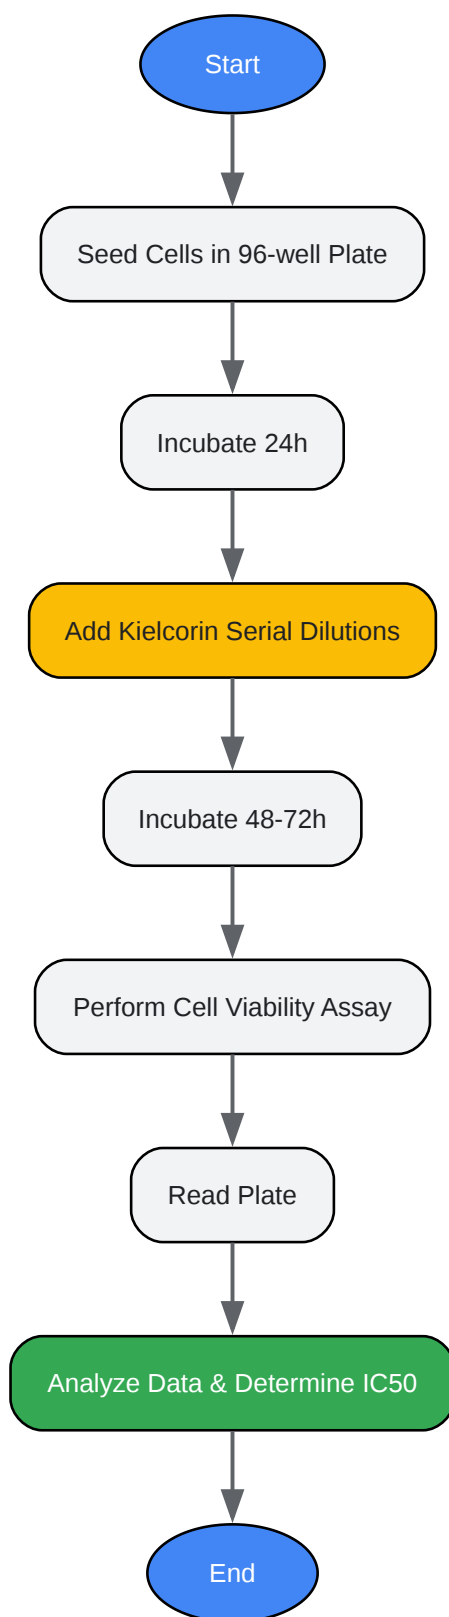 Start
Seed Cells in 96-well Plate
Incubate 24h
Add Kielcorin Serial Dilutions
Incubate 48-72h
Perform Cell Viability Assay
Read Plate
Analyze Data & Determine IC50
End